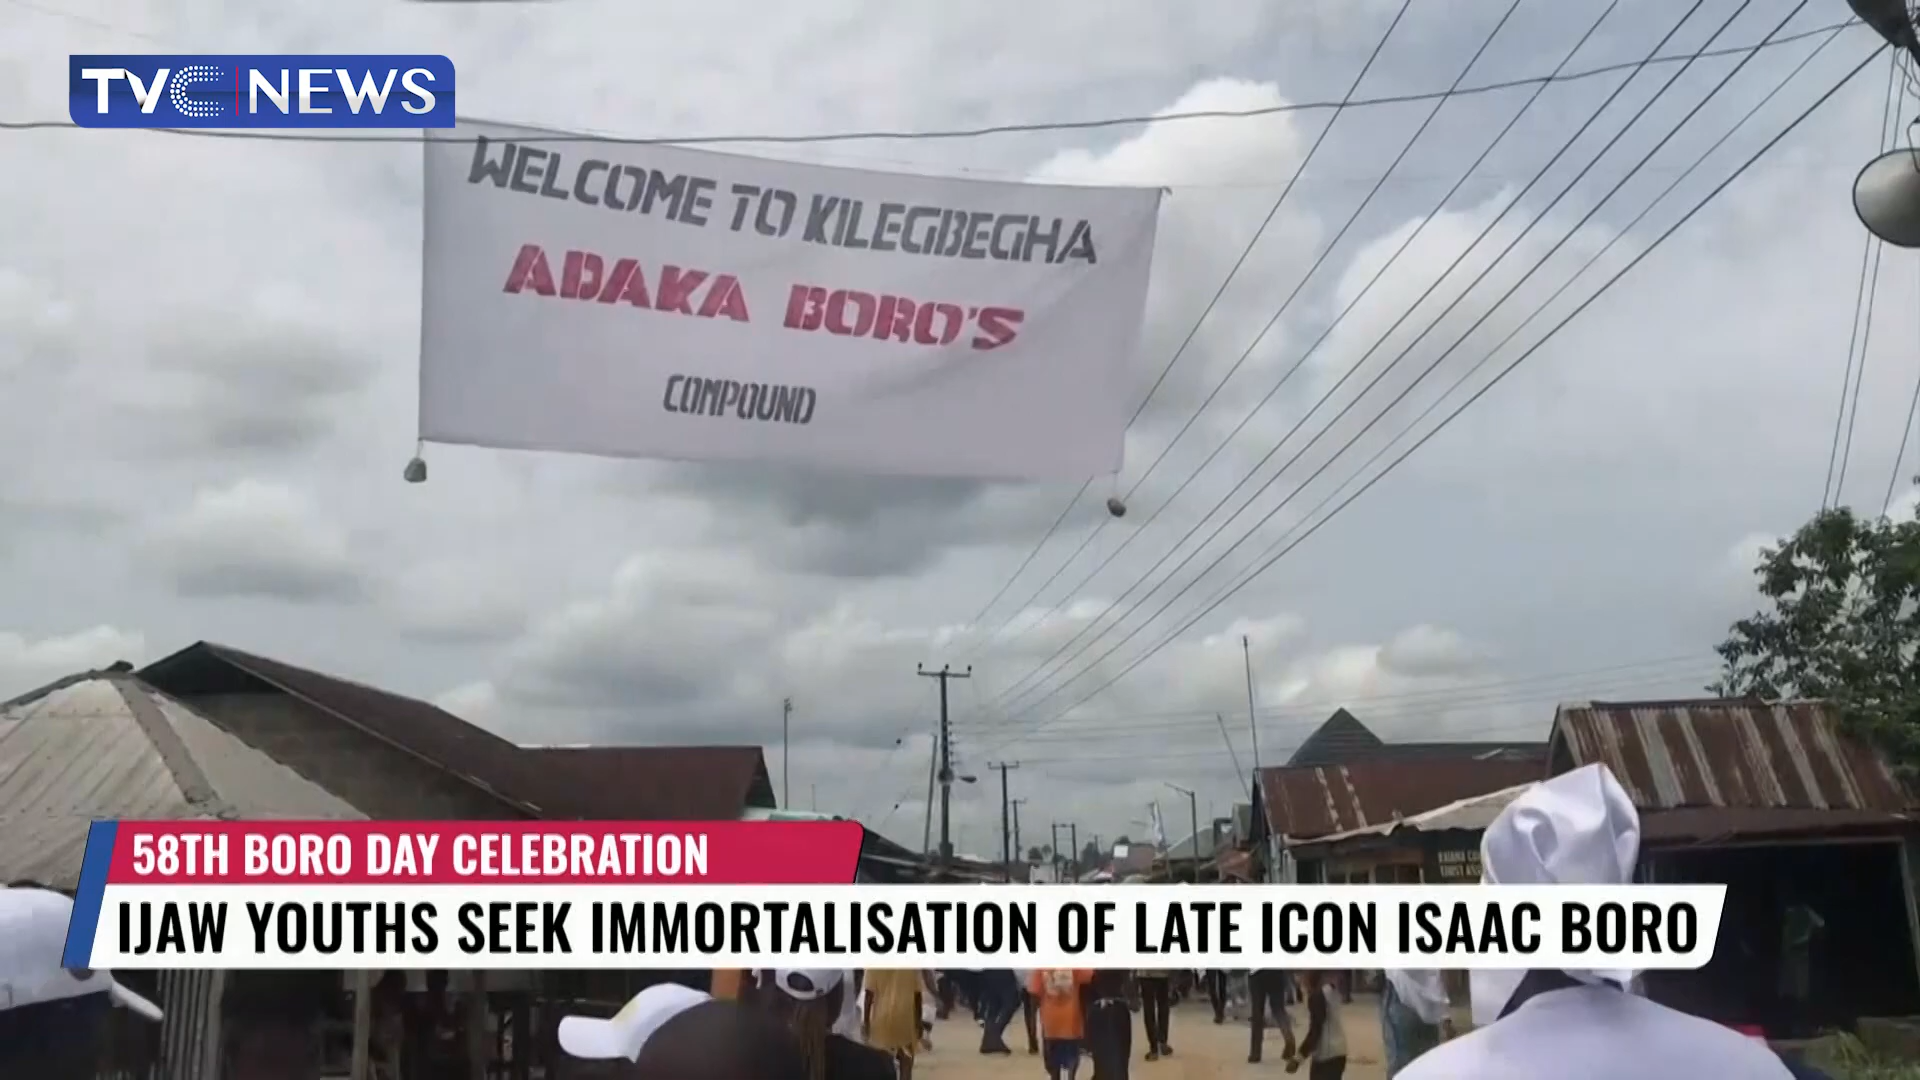 TVC NEWS
WELCOME TO KILEGBEGHA
ADAKA BORO'S
COMPOUND
58TH BORO DAY CELEBRATION
IJAW YOUTHS SEEK IMMORTALISATION OF LATE ICON ISAAC BORO